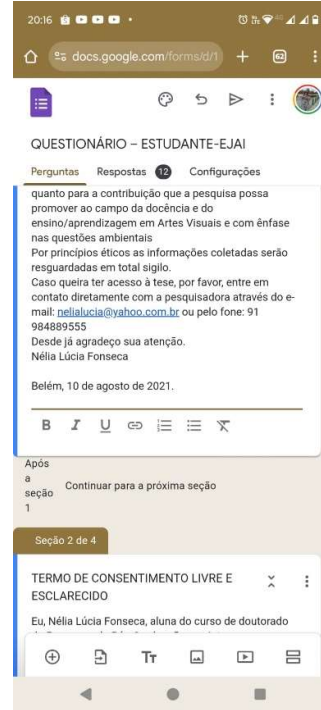 20:16
docs.google.com/forms/d/1
62
QUESTIONÁRIO – ESTUDANTE-EJAI
Perguntas Respostas 12 Configurações
quanto para a contribuição que a pesquisa possa
promover ao campo da docência e do
ensino/aprendizagem em Artes Visuais e com ênfase
nas questões ambientais
Por princípios éticos as informações coletadas serão
resguardadas em total sigilo.
Caso queira ter acesso à tese, por favor, entre em
contato diretamente com a pesquisadora através do e-
mail: nelialucia@yahoo.com.br ou pelo fone: 91
984889555
Desde já agradeço sua atenção.
Nélia Lúcia Fonseca
Belém, 10 de agosto de 2021.
B I U
Após
a
seção
1
Continuar para a próxima seção
Seção 2 de 4
TERMO DE CONSENTIMENTO LIVRE E
ESCLARECIDO
Eu, Nélia Lúcia Fonseca, aluna do curso de doutorado
Tт